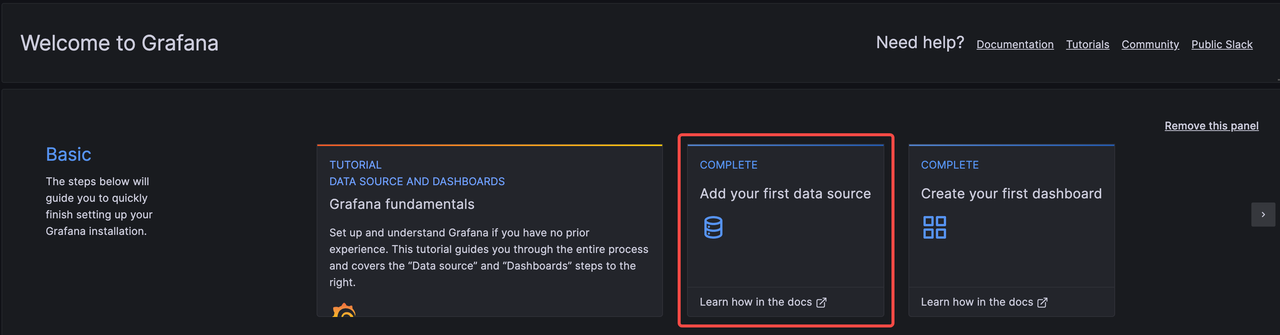 Welcome to Grafana
Need help? Documentation Tutorials Community Public Slack
Remove this panel
Basic
The steps below will
guide you to quickly
finish setting up your
Grafana installation.
TUTORIAL
DATA SOURCE AND DASHBOARDS
Grafana fundamentals
Set up and understand Grafana if you have no prior
experience. This tutorial guides you through the entire process
and covers the “Data source” and “Dashboards” steps to the
right.
COMPLETE
Add your first data source
Learn how in the docs
COMPLETE
Create your first dashboard
Learn how in the docs